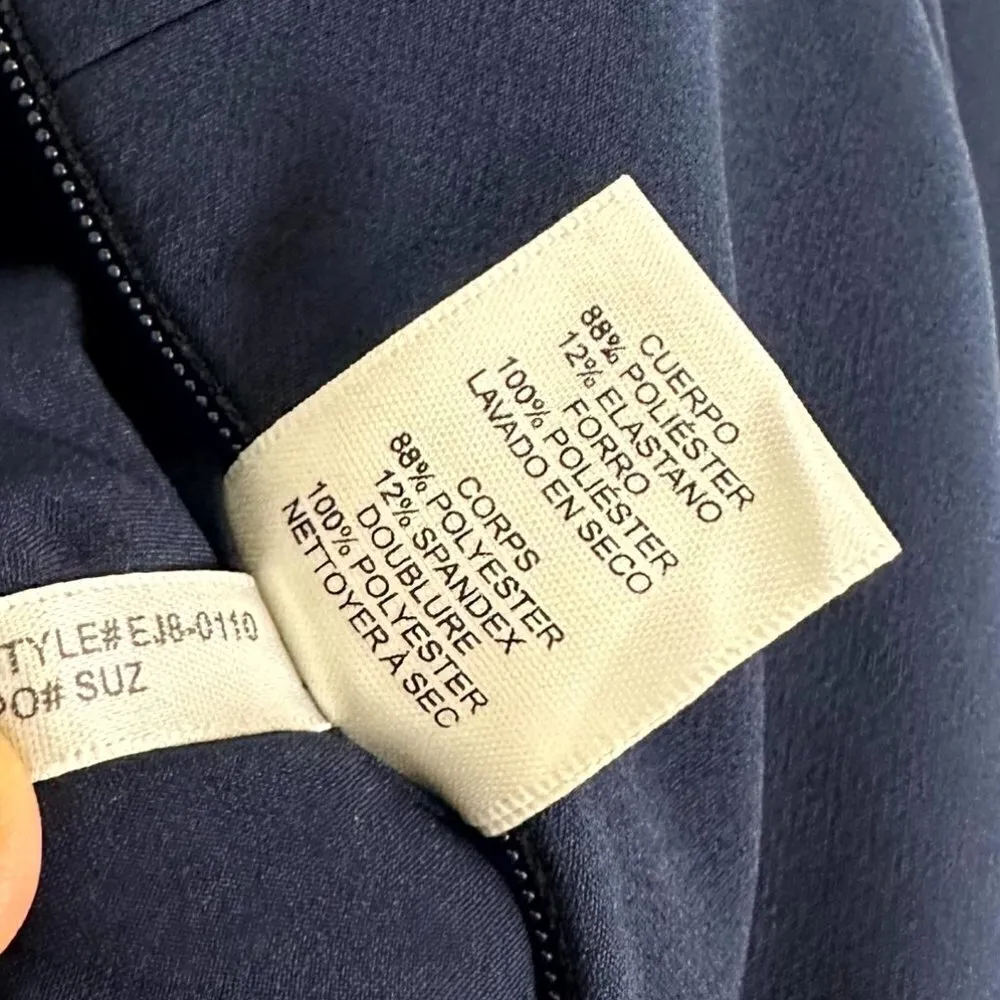 CUERPO
88% POLIÉSTER
12% ELASTANO
FORRO
100% POLIÉSTER
LAVADO EN SECO
CORPS
88% POLYESTER
12% SPANDEX
DOUBLURE
100% POLYESTER
NETTOYER À SEC
TYLE# EJ8-0110
PO# SUZ